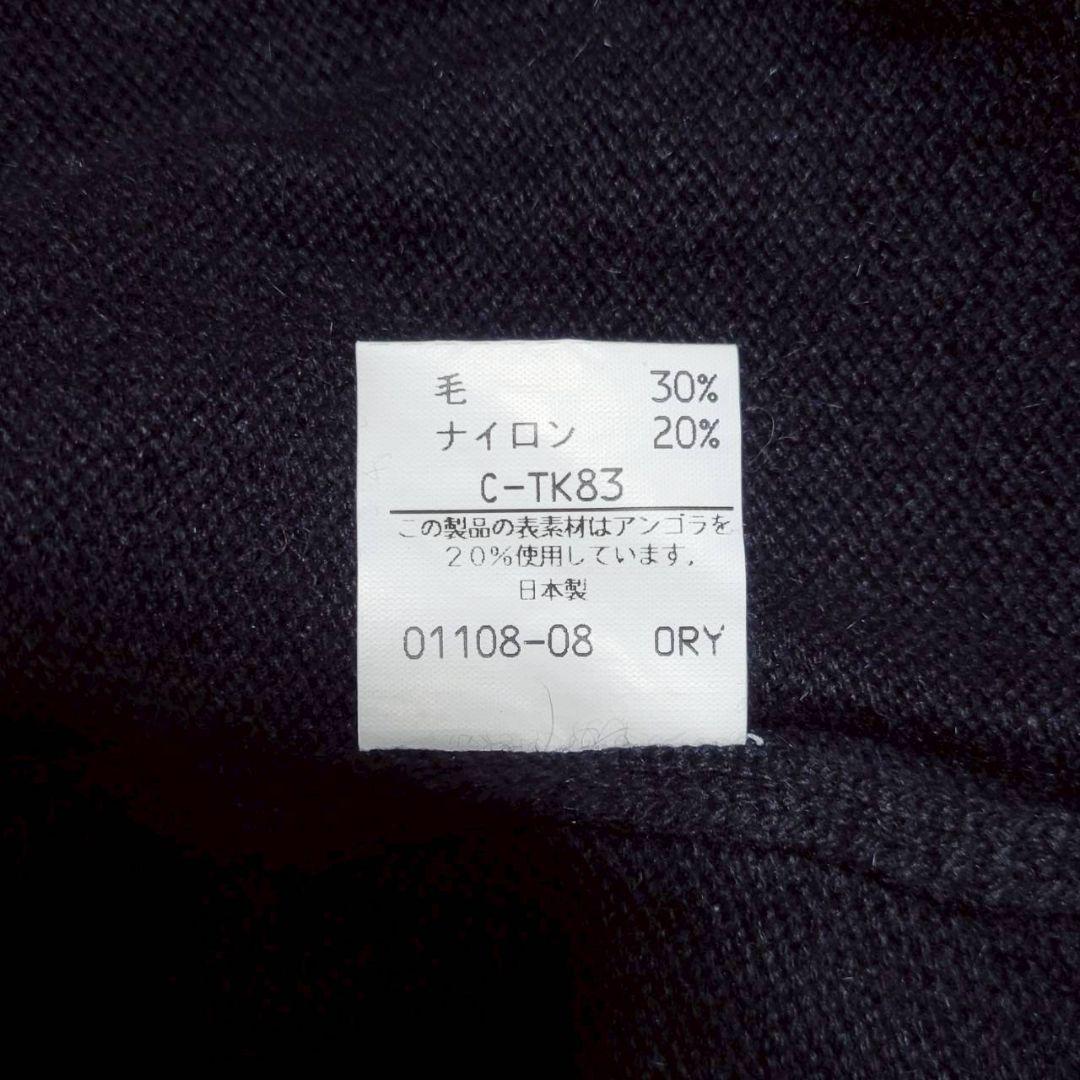 毛 30%
ナイロン 20%
C-TK83
この製品の表素材はアンゴラを
20%使用しています.
日本製
01108-08 ORY